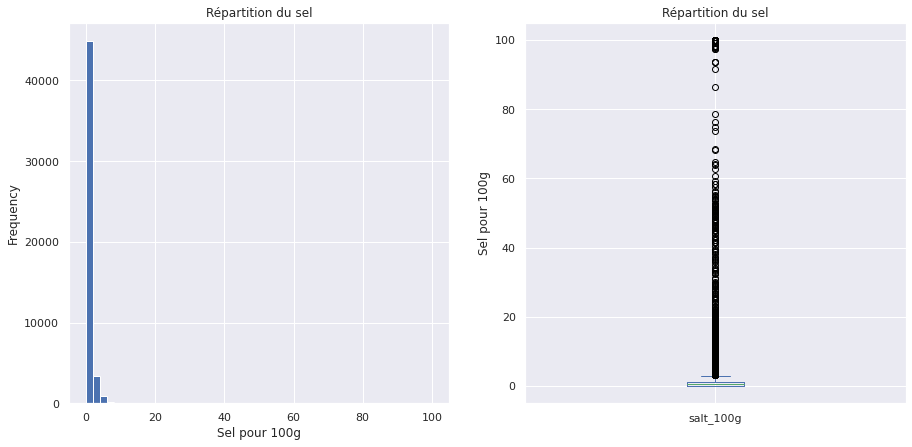 Répartition du sel
40000
30000
20000
10000
0
Frequency
0 20 40 60 80 100
Sel pour 100g
Répartition du sel
100
80
60
40
20
0
Sel pour 100g
salt_100g